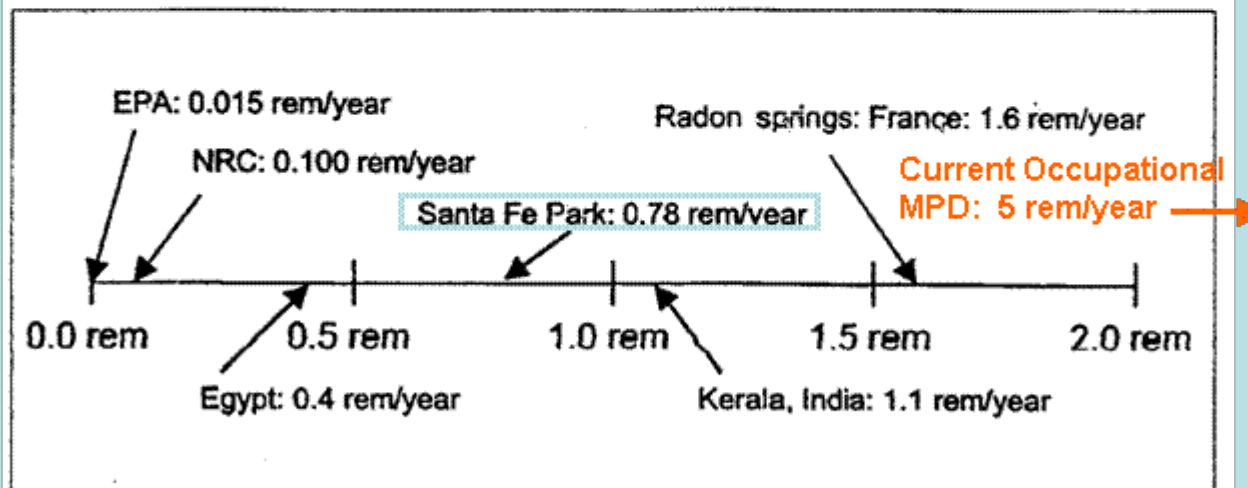 EPA: 0.015 rem/year
Radon springs: France: 1.6 rem/year
NRC: 0.100 rem/year
Current Occupational
MPD: 5 rem/year
Santa Fe Park: 0.78 rem/year
0.0 rem 0.5 rem 1.0 rem 1.5 rem 2.0 rem
Egypt: 0.4 rem/year
Kerala, India: 1.1 rem/year